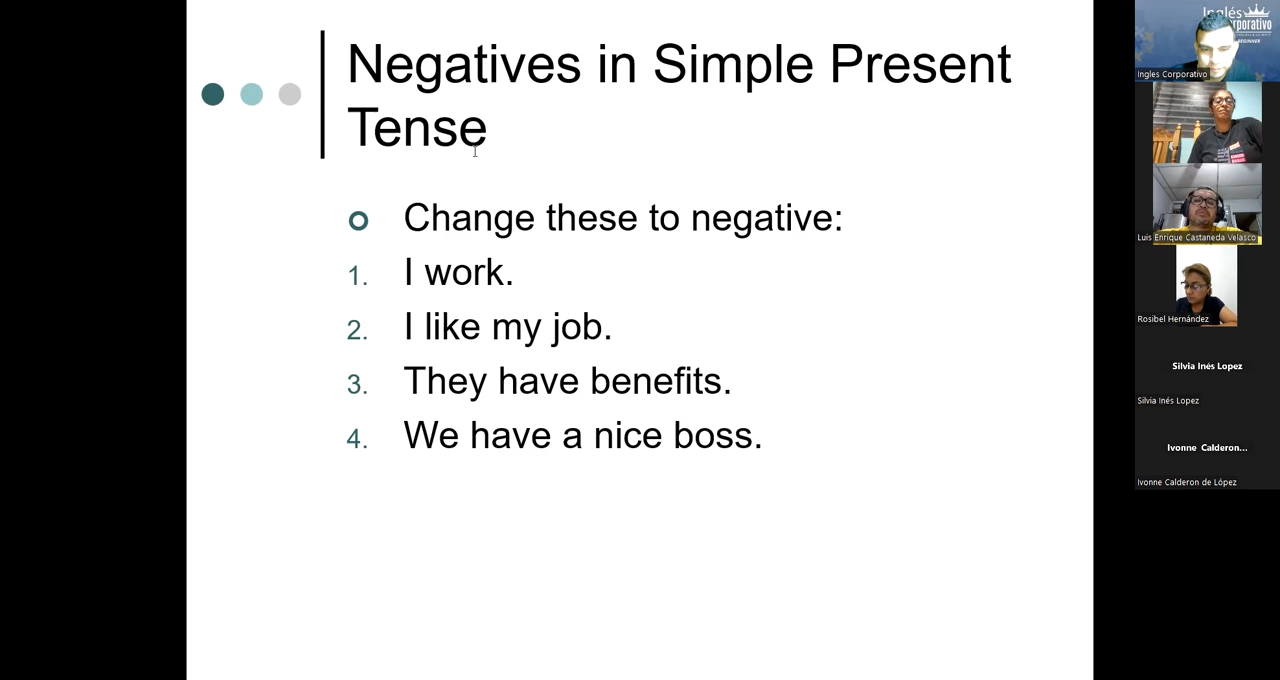 Negatives in Simple Present
Tense
Change these to negative:
1. I work.
2. I like my job.
3. They have benefits.
4. We have a nice boss.
Inglés
BEGINNER
Ingles Corporativo
Luis Enrique Castaneda Velasco
Rosibel Hernández
Silvia Inés Lopez
Silvia Inés Lopez
Ivonne Calderon...
Ivonne Calderon de López